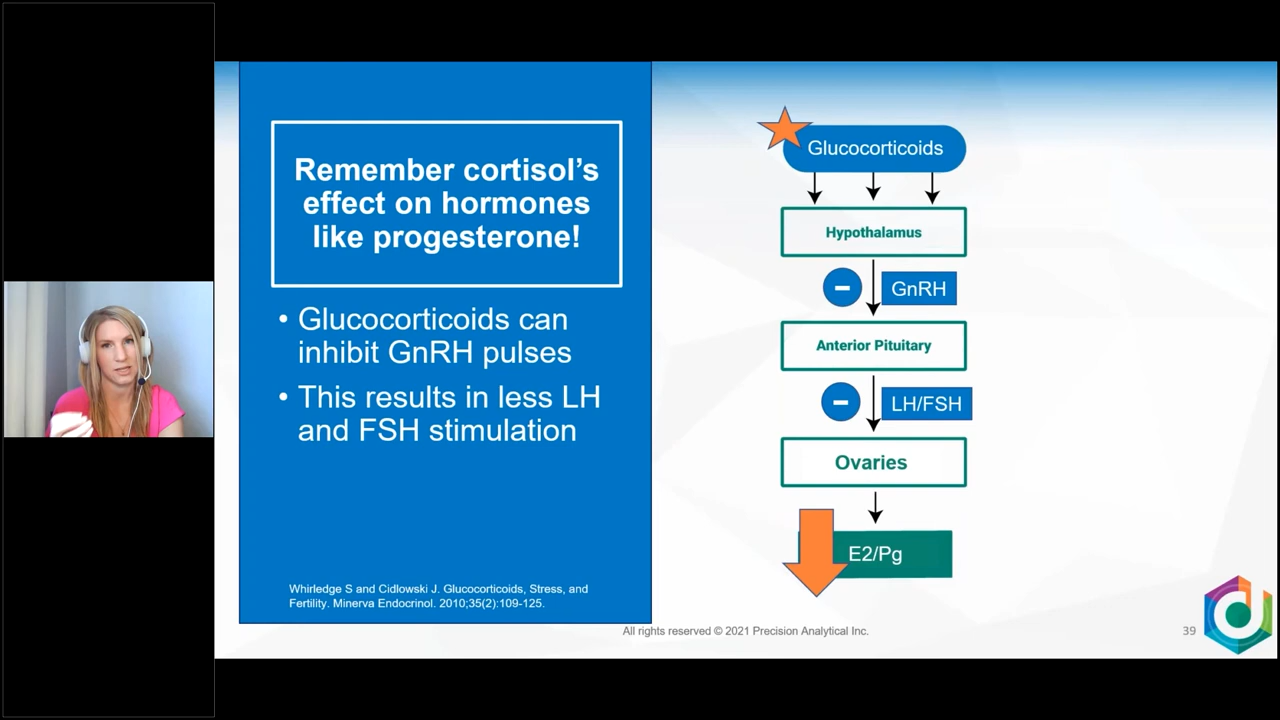 Remember cortisol’s
effect on hormones
like progesterone!
• Glucocorticoids can
inhibit GnRH pulses
• This results in less LH
and FSH stimulation
Whirledge S and Cidlowski J. Glucocorticoids, Stress, and
Fertility. Minerva Endocrinol. 2010;35(2):109-125.
Glucocorticoids
Hypothalamus
GnRH
Anterior Pituitary
LH/FSH
Ovaries
E2/Pg
All rights reserved © 2021 Precision Analytical Inc.
39